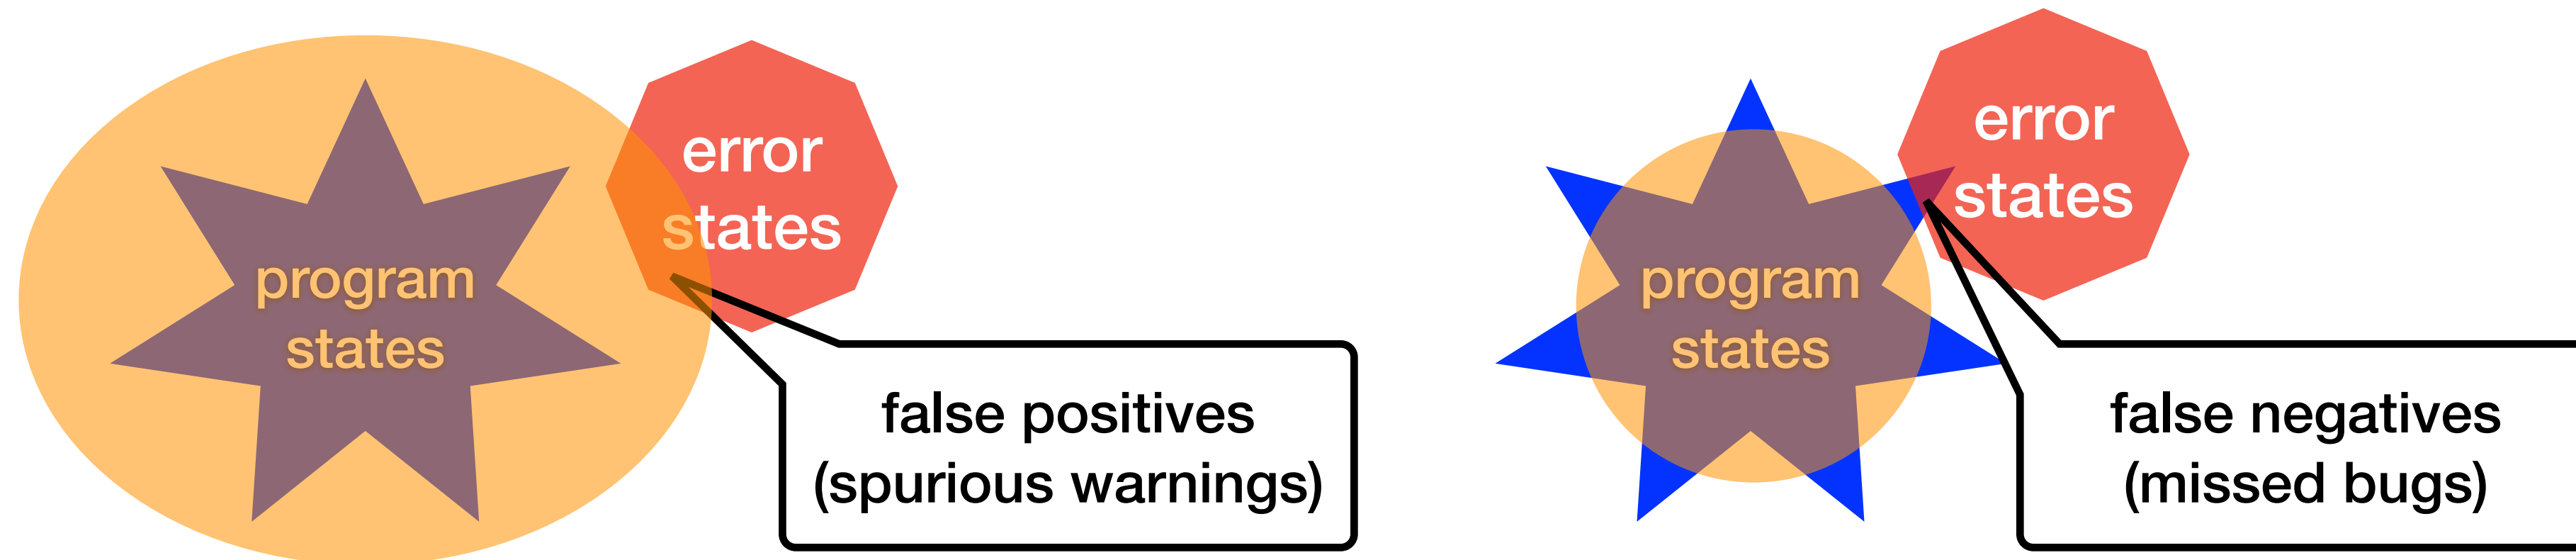 program
states
error
states
false positives
(spurious warnings)
program
states
error
states
false negatives
(missed bugs)